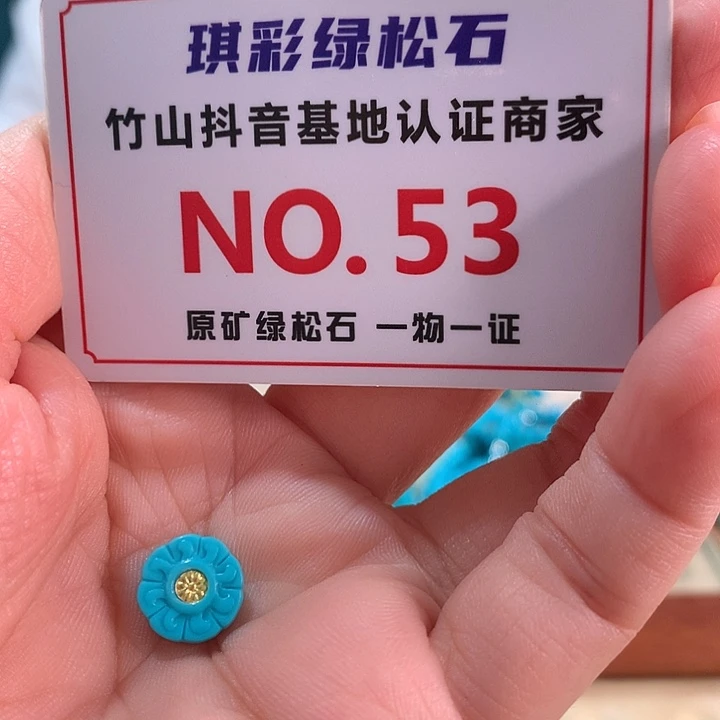 琪彩绿松石
竹山抖音基地认证商家
NO.53
原矿绿松石 一物一证